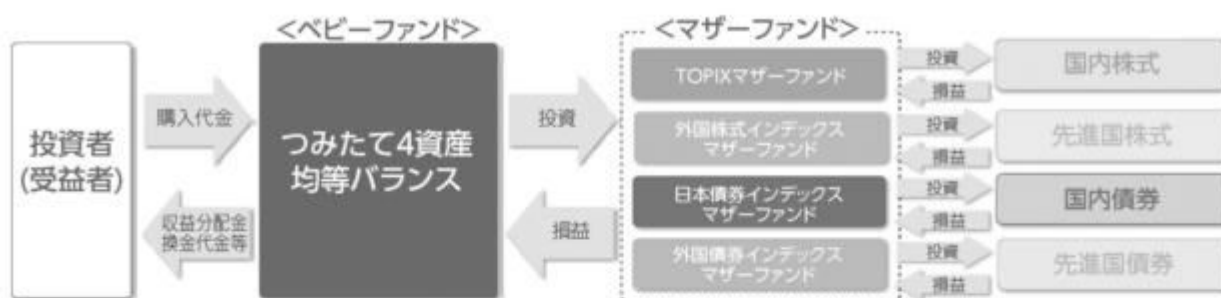 <ベビーファンド>
<マザーファンド>
投資者
(受益者)
購入代金
収益分配金
換金代金等
つみたて4資産
均等バランス
投資
損益
TOPIXマザーファンド
投資
損益
国内株式
外国株式インデックス
マザーファンド
投資
損益
先進国株式
日本債券インデックス
マザーファンド
投資
損益
国内債券
外国債券インデックス
マザーファンド
投資
損益
先進国債券